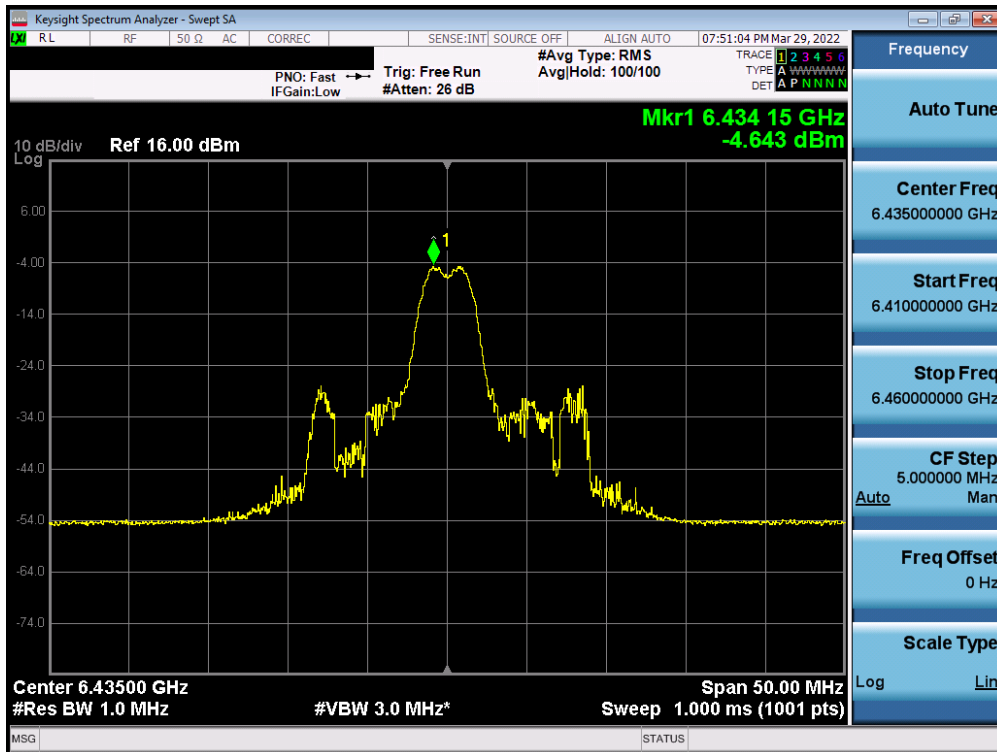 Keysight Spectrum Analyzer - Swept SA
LXI RL RF 50 Ω AC CORREC SENSE:INT SOURCE OFF ALIGN AUTO 07:51:04 PM Mar 29, 2022
PNO: Fast
IFGain:Low
Trig: Free Run
#Atten: 26 dB
#Avg Type: RMS
Avg|Hold: 100/100
TRACE 1 2 3 4 5 6
TYPE A WWWWWWW
DET A P N N N N
Mkr1 6.434 15 GHz
-4.643 dBm
10 dB/div Ref 16.00 dBm
Log
1
6.00
-4.00
-14.0
-24.0
-34.0
-44.0
-54.0
-64.0
-74.0
Center 6.43500 GHz Span 50.00 MHz
#Res BW 1.0 MHz #VBW 3.0 MHz* Sweep 1.000 ms (1001 pts)
MSG STATUS
Frequency
Auto Tune
Center Freq
6.435000000 GHz
Start Freq
6.410000000 GHz
Stop Freq
6.460000000 GHz
CF Step
5.000000 MHz
Auto Man
Freq Offset
0 Hz
Scale Type
Log Lin